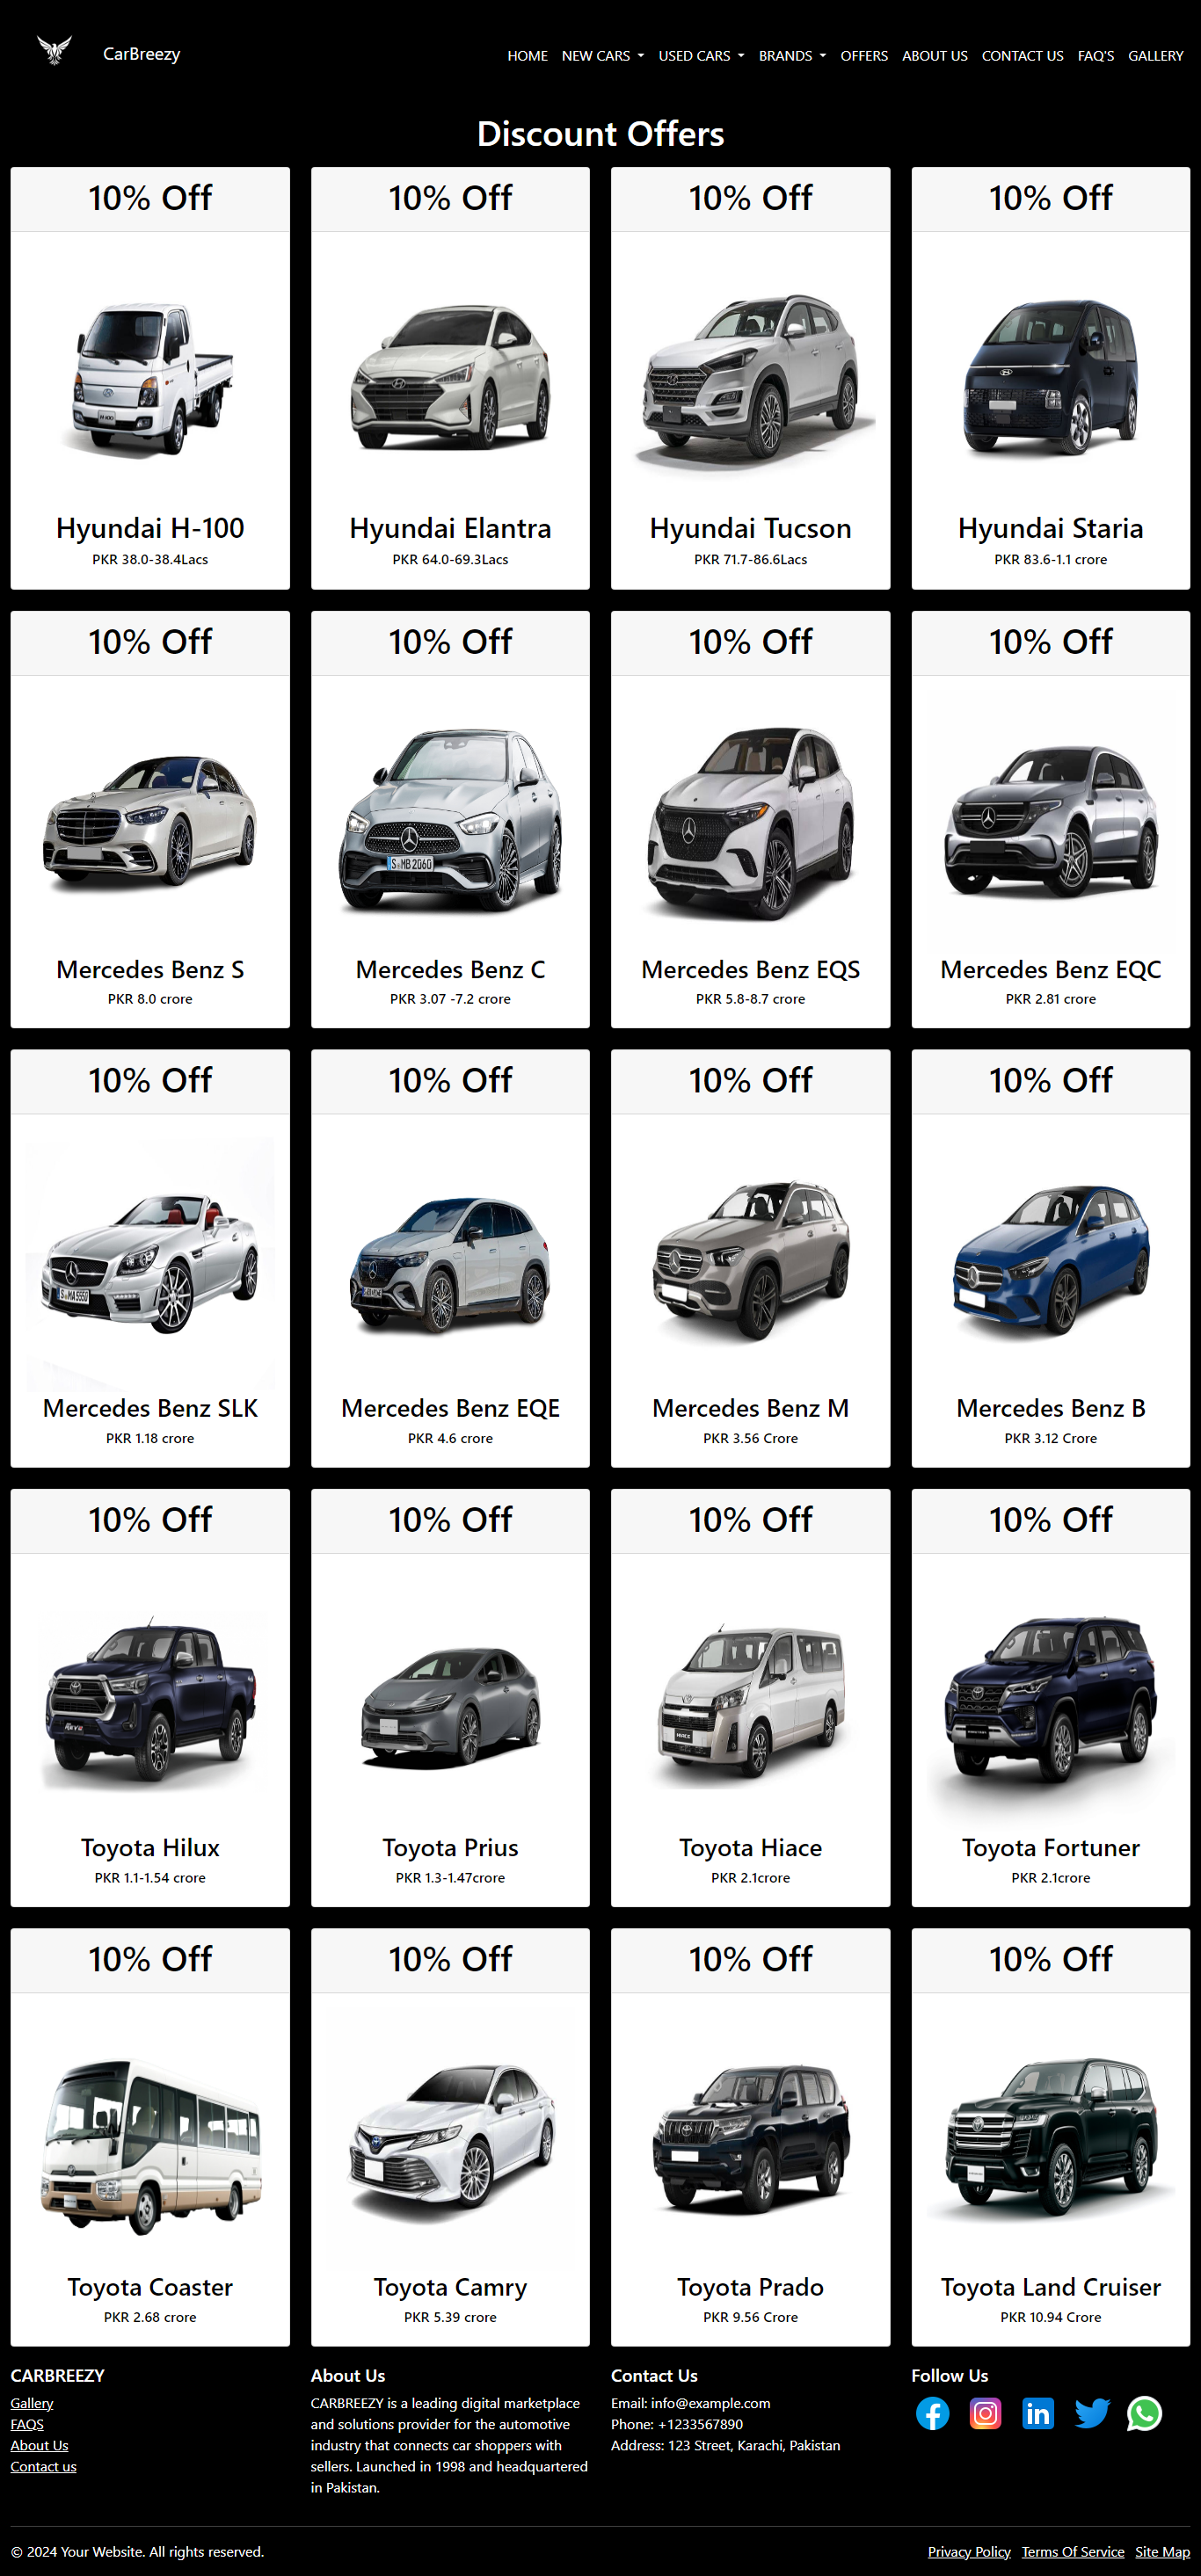 CarBreezy
HOME NEW CARS USED CARS BRANDS OFFERS ABOUT US CONTACT US FAQ'S GALLERY
Discount Offers
10% Off 10% Off 10% Off 10% Off
H-100
Hyundai H-100 Hyundai Elantra Hyundai Tucson Hyundai Staria
PKR 38.0-38.4Lacs PKR 64.0-69.3Lacs PKR 71.7-86.6Lacs PKR 83.6-1.1 crore
10% Off 10% Off 10% Off 10% Off
S MB 2060
Mercedes Benz S Mercedes Benz C Mercedes Benz EQS Mercedes Benz EQC
PKR 8.0 crore PKR 3.07 -7.2 crore PKR 5.8-8.7 crore PKR 2.81 crore
10% Off 10% Off 10% Off 10% Off
Mercedes Benz SLK Mercedes Benz EQE Mercedes Benz M Mercedes Benz B
PKR 1.18 crore PKR 4.6 crore PKR 3.56 Crore PKR 3.12 Crore
10% Off 10% Off 10% Off 10% Off
HIACE
Toyota Hilux Toyota Prius Toyota Hiace Toyota Fortuner
PKR 1.1-1.54 crore PKR 1.3-1.47crore PKR 2.1crore PKR 2.1crore
10% Off 10% Off 10% Off 10% Off
Toyota Coaster Toyota Camry Toyota Prado Toyota Land Cruiser
PKR 2.68 crore PKR 5.39 crore PKR 9.56 Crore PKR 10.94 Crore
CARBREEZY
Gallery
FAQS
About Us
Contact us
About Us
CARBREEZY is a leading digital marketplace
and solutions provider for the automotive
industry that connects car shoppers with
sellers. Launched in 1998 and headquartered
in Pakistan.
Contact Us
Email: info@example.com
Phone: +1233567890
Address: 123 Street, Karachi, Pakistan
Follow Us
in
© 2024 Your Website. All rights reserved.
Privacy Policy Terms Of Service Site Map